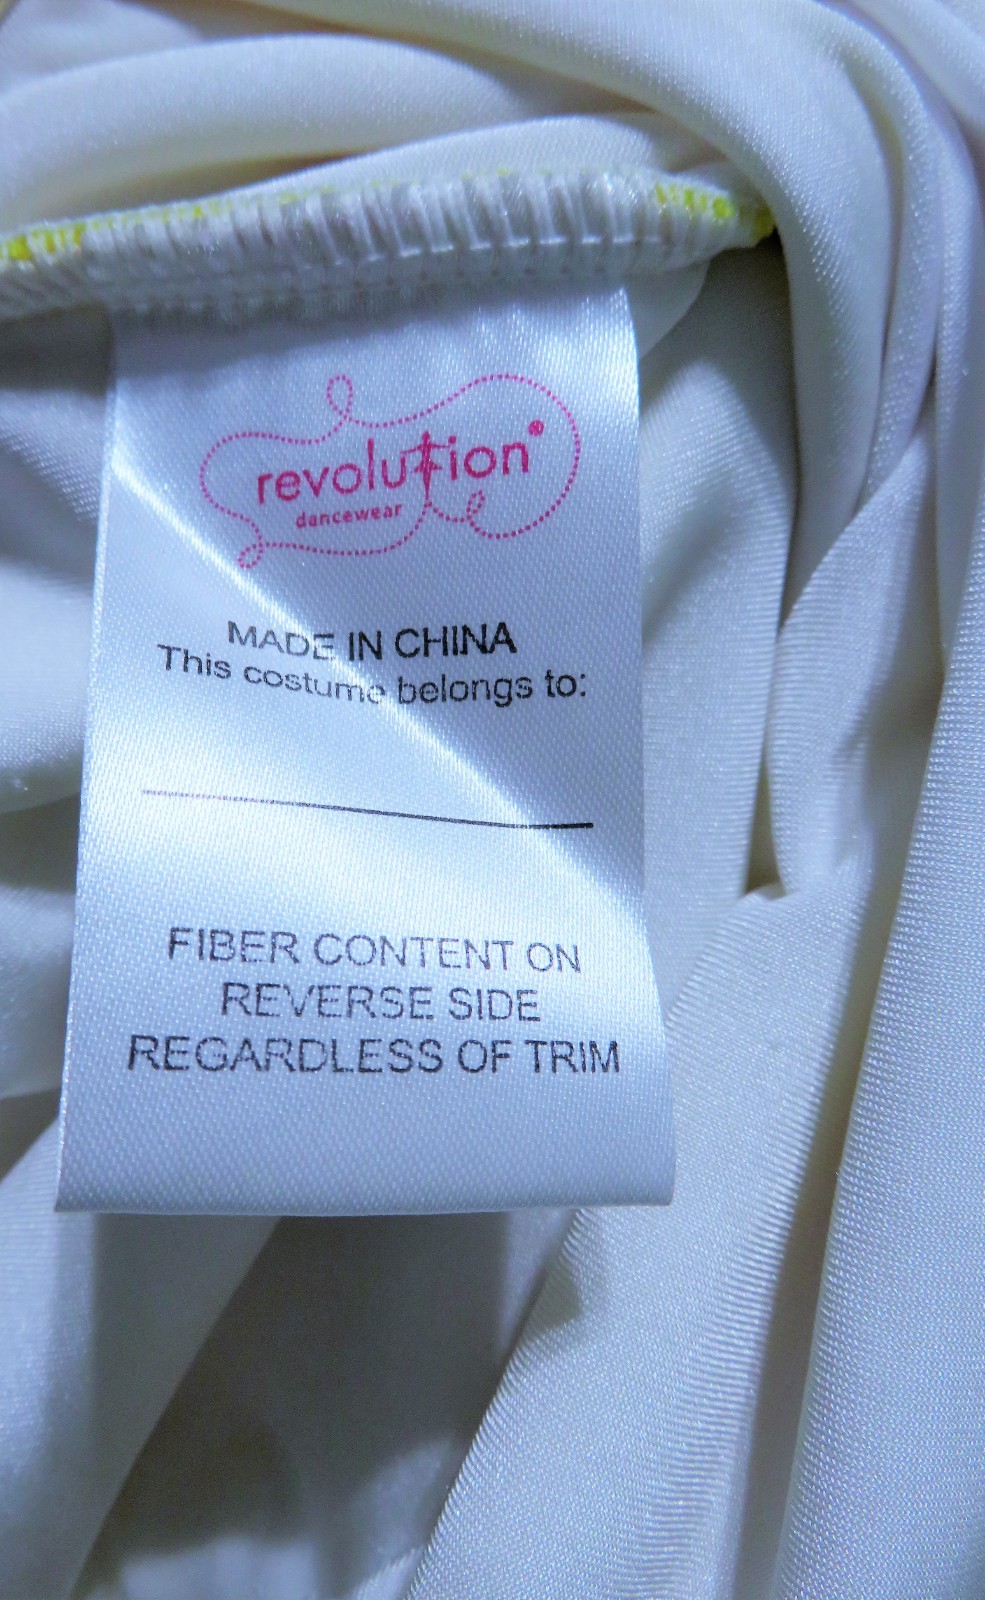 revolution
dancewear
MADE IN CHINA
This costume belongs to:
FIBER CONTENT ON
REVERSE SIDE
REGARDLESS OF TRIM